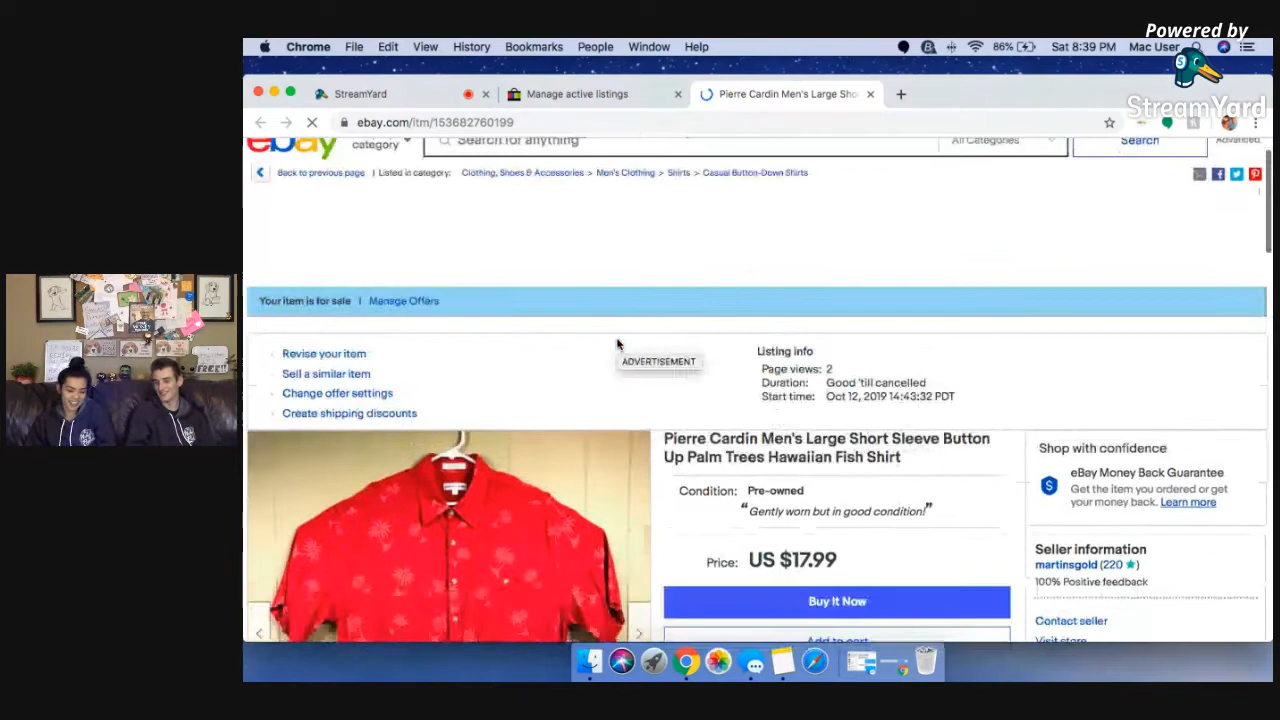 Powered by
StreamYard
Chrome File Edit View History Bookmarks People Window Help 86% Sat 8:39 PM Mac User
StreamYard Manage active listings Pierre Cardin Men's Large Sho
ebay.com/itm/153682760199
ebay category Search for anything All Categories Search Advanced
Back to previous page | Listed in category: Clothing, Shoes & Accessories > Men's Clothing > Shirts > Casual Button-Down Shirts
Your item is for sale | Manage Offers
Revise your item
Sell a similar item
Change offer settings
Create shipping discounts
ADVERTISEMENT
Listing info
Page views: 2
Duration: Good 'till cancelled
Start time: Oct 12, 2019 14:43:32 PDT
Pierre Cardin Men's Large Short Sleeve Button
Up Palm Trees Hawaiian Fish Shirt
Condition: Pre-owned
“Gently worn but in good condition!”
Price: US $17.99
Buy It Now
Add to cart
Shop with confidence
eBay Money Back Guarantee
Get the item you ordered or get
your money back. Learn more
Seller information
martinsgold (220 ★)
100% Positive feedback
Contact seller
Visit store